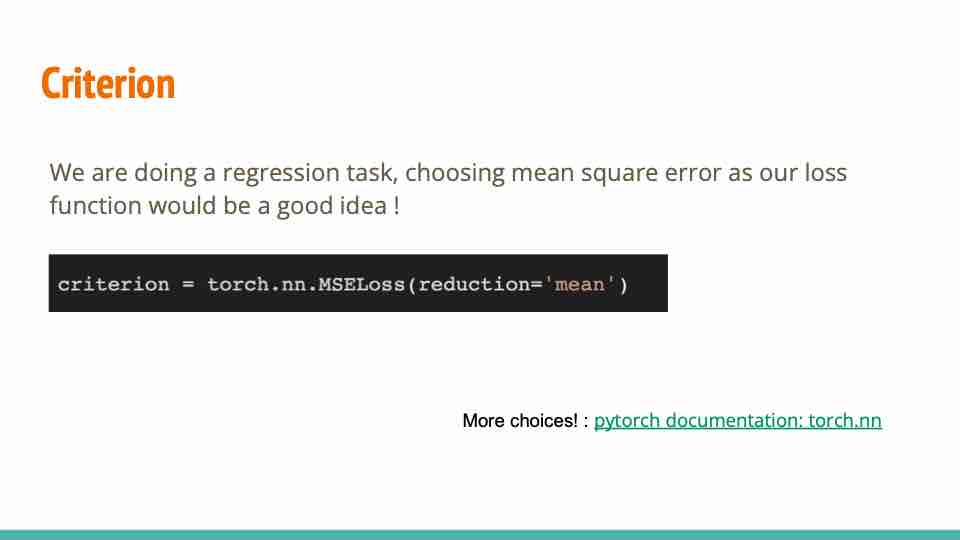 Criterion
We are doing a regression task, choosing mean square error as our loss
function would be a good idea !
criterion = torch.nn.MSELoss(reduction='mean')
More choices! : pytorch documentation: torch.nn